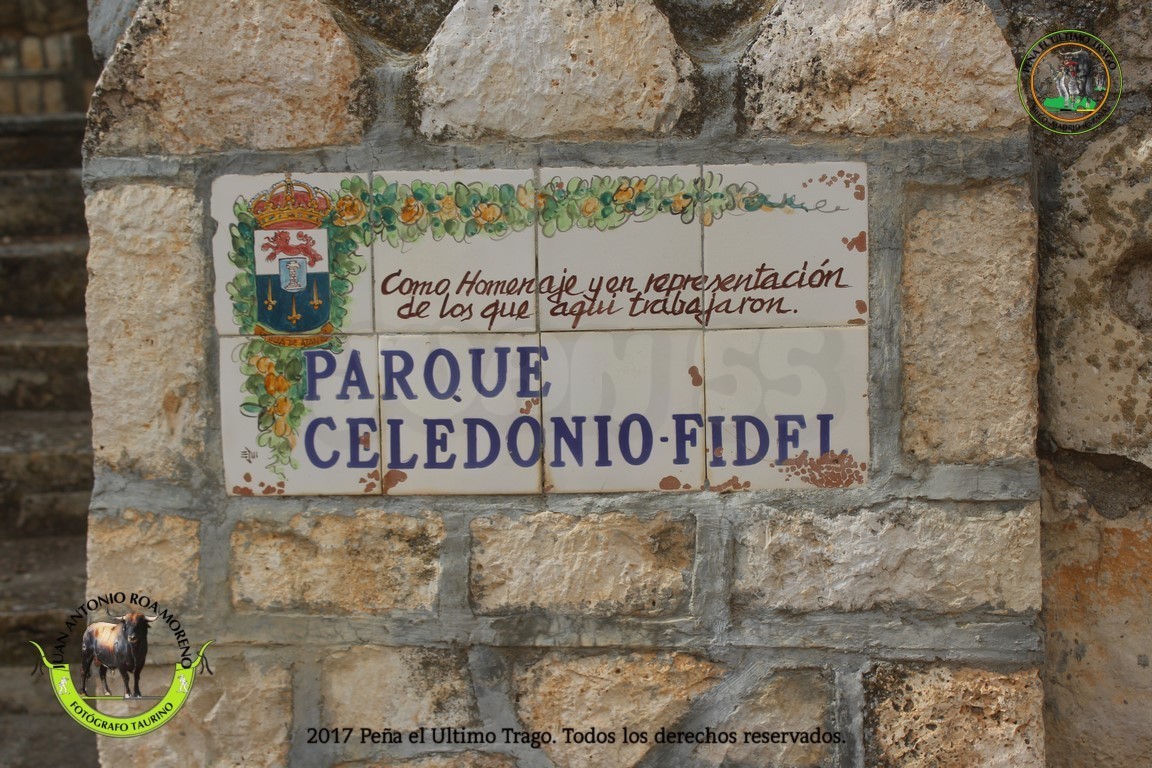 Como Homenaje y en representación
de los que aquí trabajaron.
PARQUE
CELEDONIO-FIDEL
JUAN ANTONIO ROA MORENO
FOTÓGRAFO TAURINO
2017 Peña el Ultimo Trago. Todos los derechos reservados.